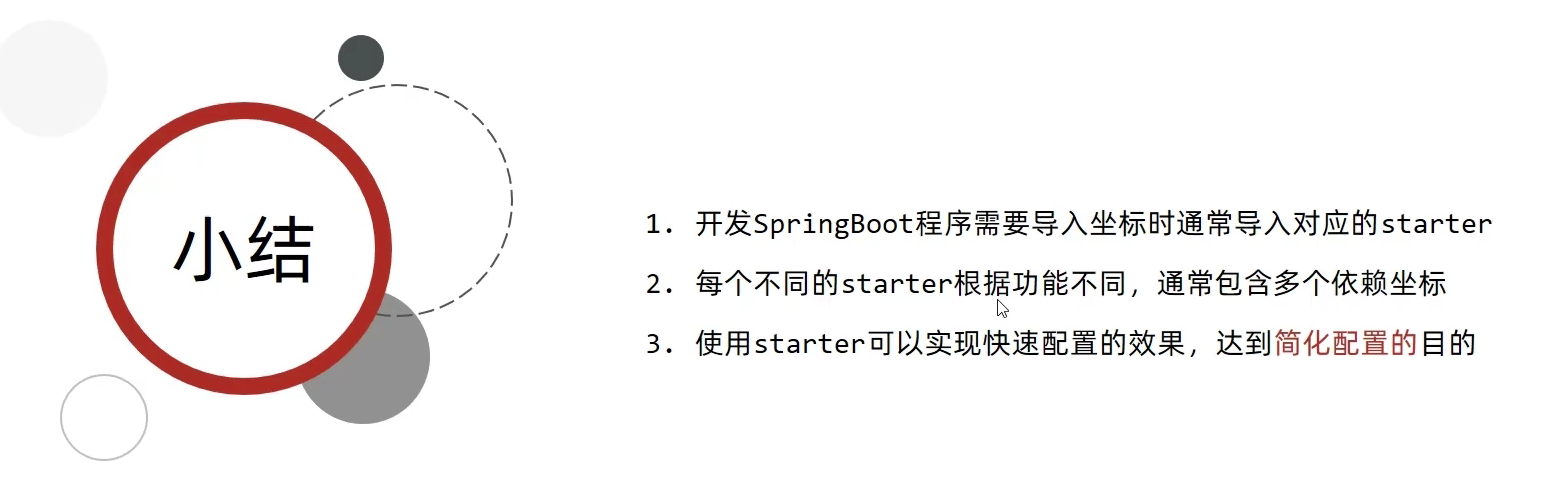 小结
1. 开发SpringBoot程序需要导入坐标时通常导入对应的starter
2. 每个不同的starter根据功能不同，通常包含多个依赖坐标
3. 使用starter可以实现快速配置的效果，达到简化配置的目的